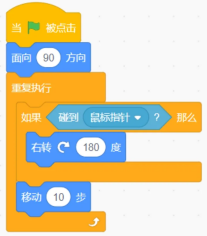 当 被点击
面向 90 方向
重复执行
如果 碰到 鼠标指针 ? 那么
右转 180 度
移动 10 步